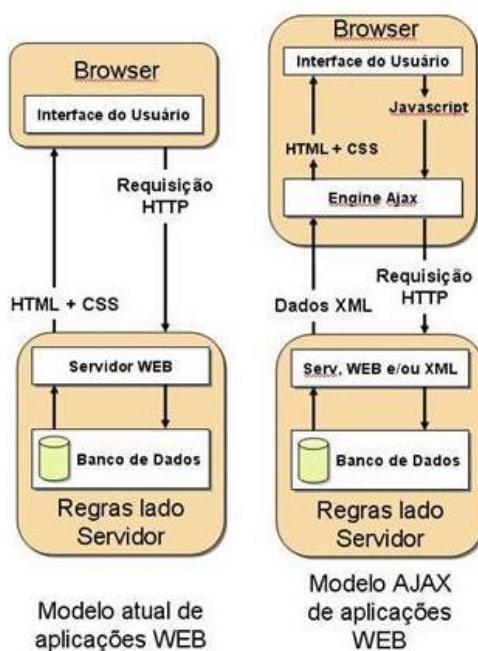 Browser
Interface do Usuário
Requisição
HTTP
HTML + CSS
Servidor WEB
Banco de Dados
Regras lado
Servidor
Modelo atual de
aplicações WEB
Browser
Interface do Usuário
Javascript
HTML + CSS
Engine Ajax
Requisição
HTTP
Dados XML
Serv. WEB e/ou XML
Banco de Dados
Regras lado
Servidor
Modelo AJAX
de aplicações
WEB